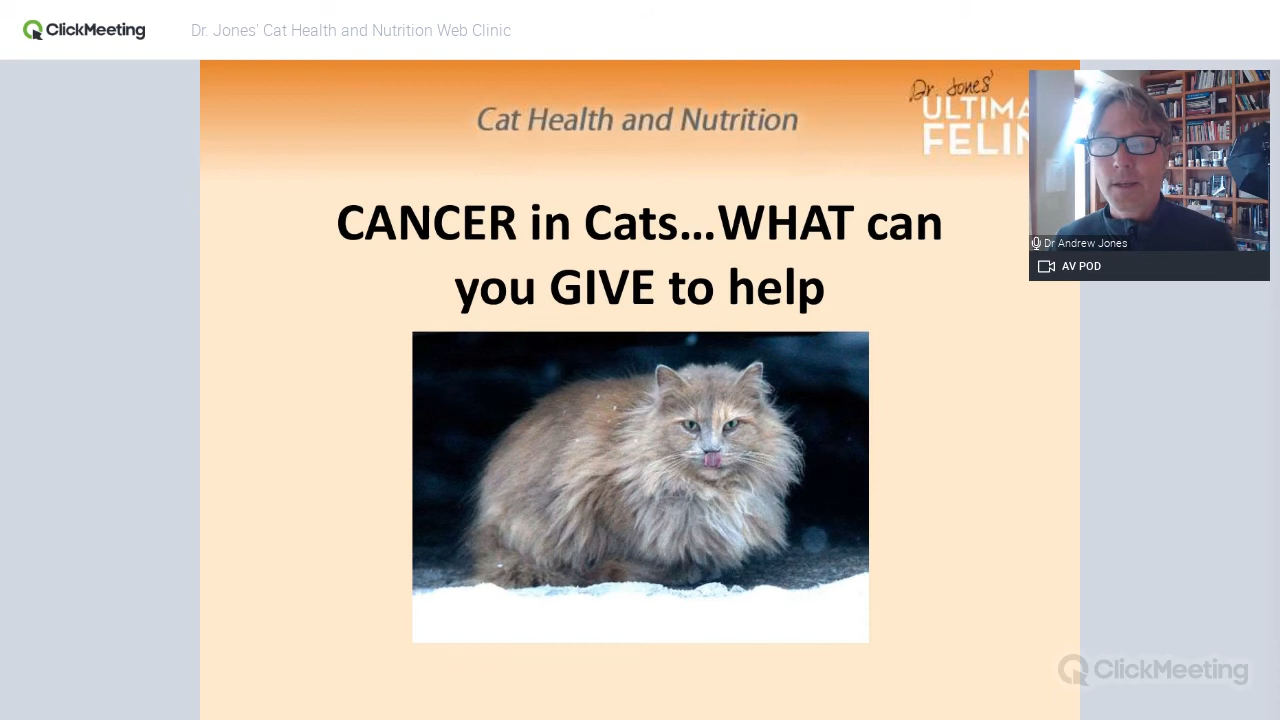 ClickMeeting
Dr. Jones' Cat Health and Nutrition Web Clinic
Cat Health and Nutrition
Dr. Jones'
ULTIMA
FELIN
CANCER in Cats...WHAT can
you GIVE to help
Dr Andrew Jones
AV POD
ClickMeeting